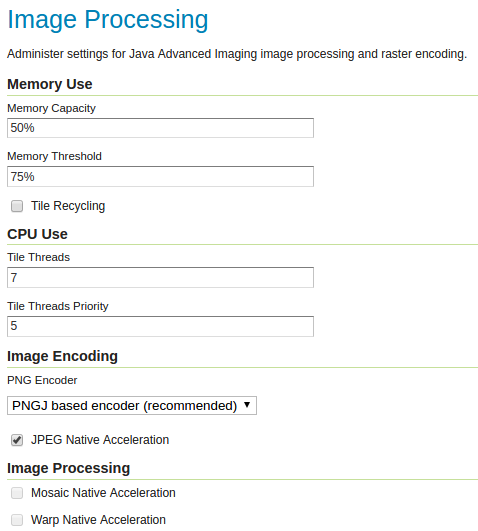 Image Processing
Administer settings for Java Advanced Imaging image processing and raster encoding.
Memory Use
Memory Capacity
50%
Memory Threshold
75%
Tile Recycling
CPU Use
Tile Threads
7
Tile Threads Priority
5
Image Encoding
PNG Encoder
PNGJ based encoder (recommended)
JPEG Native Acceleration
Image Processing
Mosaic Native Acceleration
Warp Native Acceleration